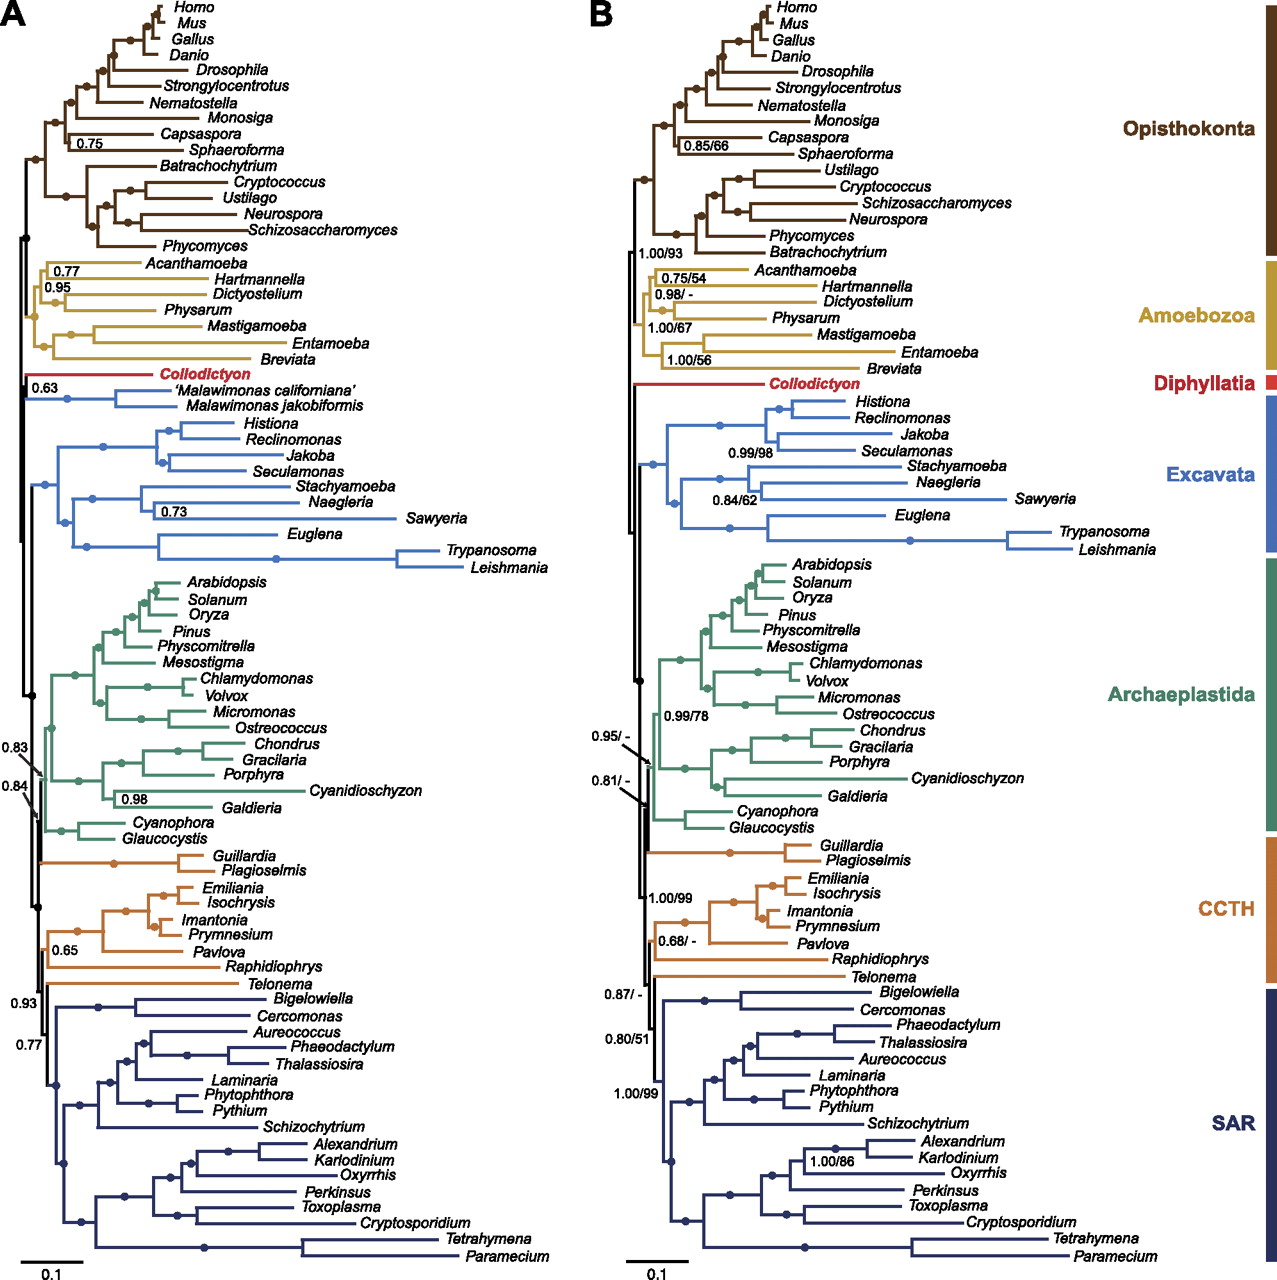 A
Homo
Mus
Gallus
Danio
Drosophila
Strongylocentrotus
Nematostella
Monosiga
Capsaspora
0.75
Sphaeroforma
Batrachochytrium
Cryptococcus
Ustilago
Neurospora
Schizosaccharomyces
Phycomyces
Acanthamoeba
0.77
Hartmannella
0.95
Dictyostelium
Physarum
Mastigamoeba
Entamoeba
Breviata
Collodictyon
0.63
‘Malawimonas californiana’
Malawimonas jakobiformis
Histiona
Reclinomonas
Jakoba
Seculamonas
Stachyamoeba
Naegleria
0.73
Sawyeria
Euglena
Trypanosoma
Leishmania
Arabidopsis
Solanum
Oryza
Pinus
Physcomitrella
Mesostigma
Chlamydomonas
Volvox
Micromonas
Ostreococcus
0.83
Chondrus
Gracilaria
Porphyra
0.84
Cyanidioschyzon
0.98
Galdieria
Cyanophora
Glaucocystis
Guillardia
Plagioselmis
Emiliania
Isochrysis
Imantonia
Prymnesium
0.65
Pavlova
Raphidiophrys
Telonema
0.93
Bigelowiella
Cercomonas
Aureococcus
0.77
Phaeodactylum
Thalassiosira
Laminaria
Phytophthora
Pythium
Schizochytrium
Alexandrium
Karlodinium
Oxyrrhis
Perkinsus
Toxoplasma
Cryptosporidium
Tetrahymena
Paramecium
0.1
B
Homo
Mus
Gallus
Danio
Drosophila
Strongylocentrotus
Nematostella
Monosiga
Capsaspora
0.85/66
Sphaeroforma
Ustilago
Cryptococcus
Schizosaccharomyces
Neurospora
Phycomyces
Batrachochytrium
1.00/93
Acanthamoeba
0.75/54
Hartmannella
0.98/ -
Dictyostelium
Physarum
1.00/67
Mastigamoeba
Entamoeba
1.00/56
Breviata
Collodictyon
Histiona
Reclinomonas
Jakoba
0.99/98
Seculamonas
Stachyamoeba
Naegleria
0.84/62
Sawyeria
Euglena
Trypanosoma
Leishmania
Arabidopsis
Solanum
Oryza
Pinus
Physcomitrella
Mesostigma
Chlamydomonas
Volvox
Micromonas
0.99/78
Ostreococcus
0.95/ -
Chondrus
Gracilaria
Porphyra
0.81/ -
Cyanidioschyzon
Galdieria
Cyanophora
Glaucocystis
Guillardia
Plagioselmis
Emiliania
1.00/99
Isochrysis
Imantonia
Prymnesium
0.68/ -
Pavlova
Raphidiophrys
Telonema
0.87/ -
Bigelowiella
Cercomonas
Phaeodactylum
0.80/51
Thalassiosira
Aureococcus
Laminaria
1.00/99
Phytophthora
Pythium
Schizochytrium
Alexandrium
1.00/86
Karlodinium
Oxyrrhis
Perkinsus
Toxoplasma
Cryptosporidium
Tetrahymena
Paramecium
0.1
Opisthokonta
Amoebozoa
Diphyllatia
Excavata
Archaeplastida
CCTH
SAR